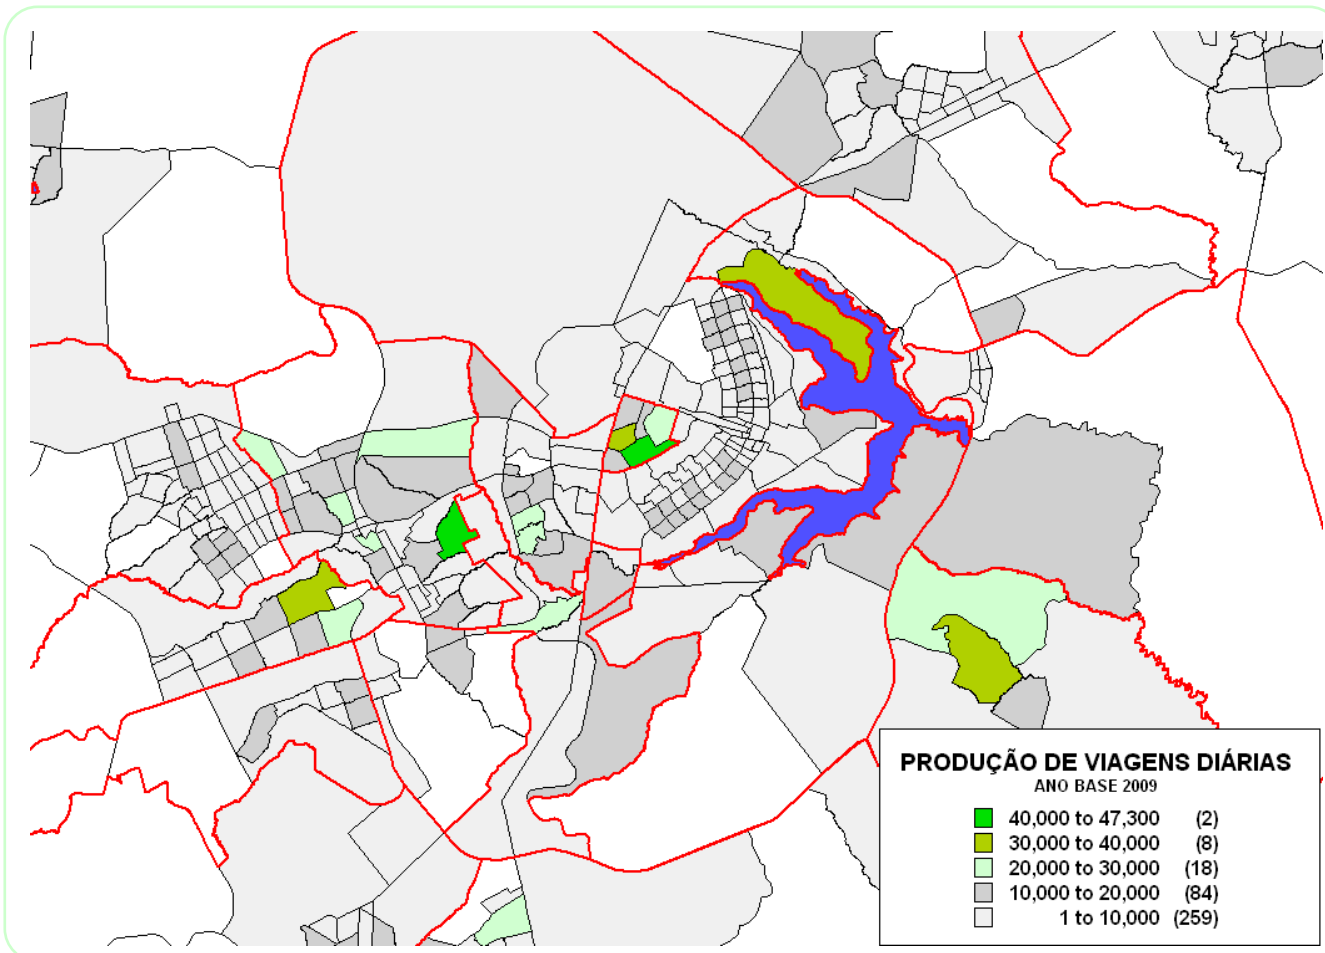 PRODUÇÃO DE VIAGENS DIÁRIAS
ANO BASE 2009
40,000 to 47,300 (2)
30,000 to 40,000 (8)
20,000 to 30,000 (18)
10,000 to 20,000 (84)
1 to 10,000 (259)